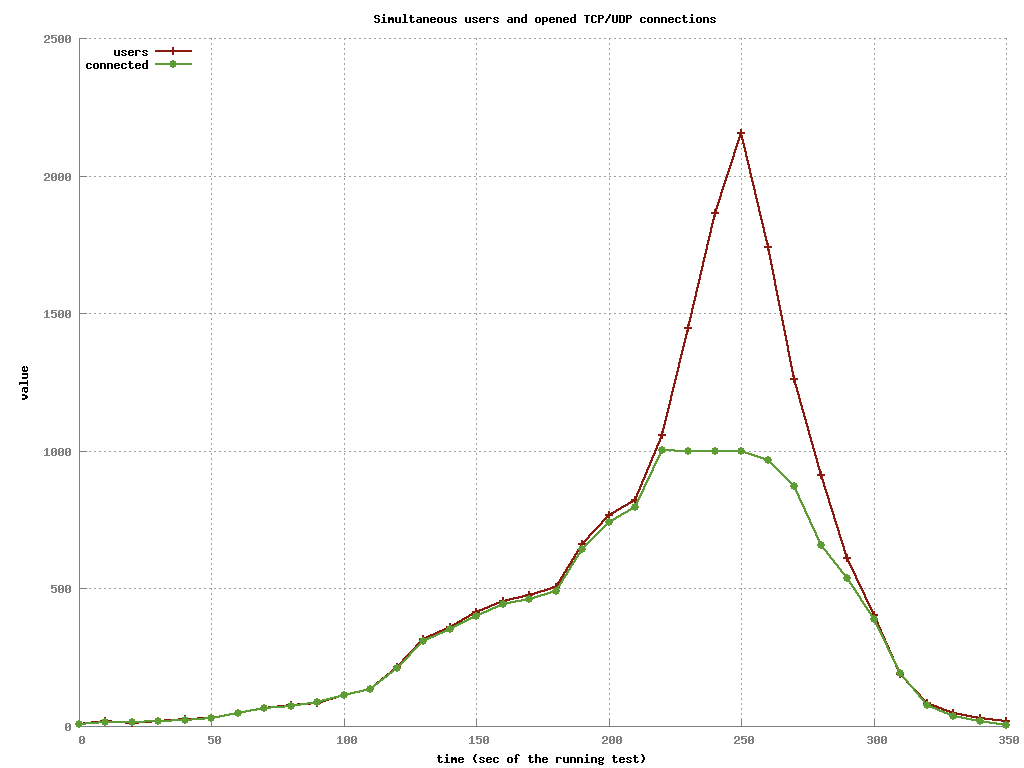 Simultaneous users and opened TCP/UDP connections
2500
users
connected
2000
1500
value
1000
500
0
0 50 100 150 200 250 300 350
time (sec of the running test)